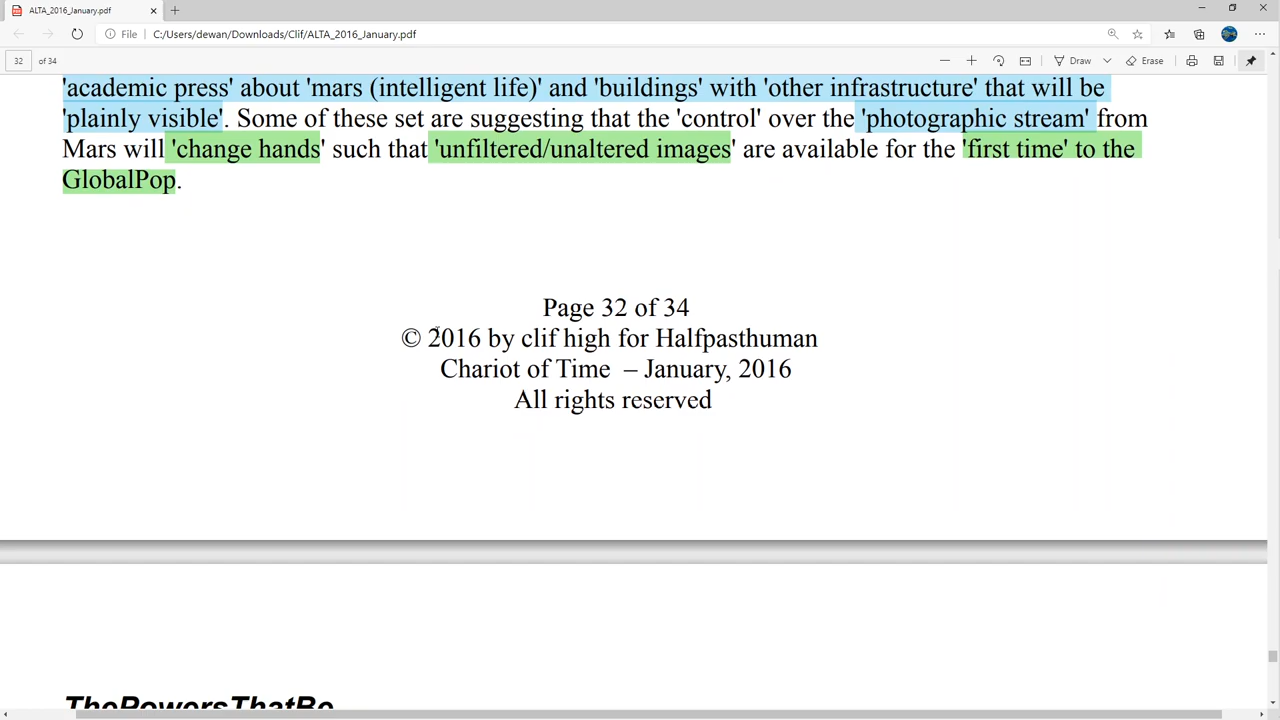 ALTA_2016_January.pdf
File C:/Users/dewan/Downloads/Clif/ALTA_2016_January.pdf
32 of 34
Draw
Erase
'academic press' about 'mars (intelligent life)' and 'buildings' with 'other infrastructure' that will be
'plainly visible'. Some of these set are suggesting that the 'control' over the 'photographic stream' from
Mars will 'change hands' such that 'unfiltered/unaltered images' are available for the 'first time' to the
GlobalPop.
Page 32 of 34
© 2016 by clif high for Halfpasthuman
Chariot of Time – January, 2016
All rights reserved
ThePowersThatBe